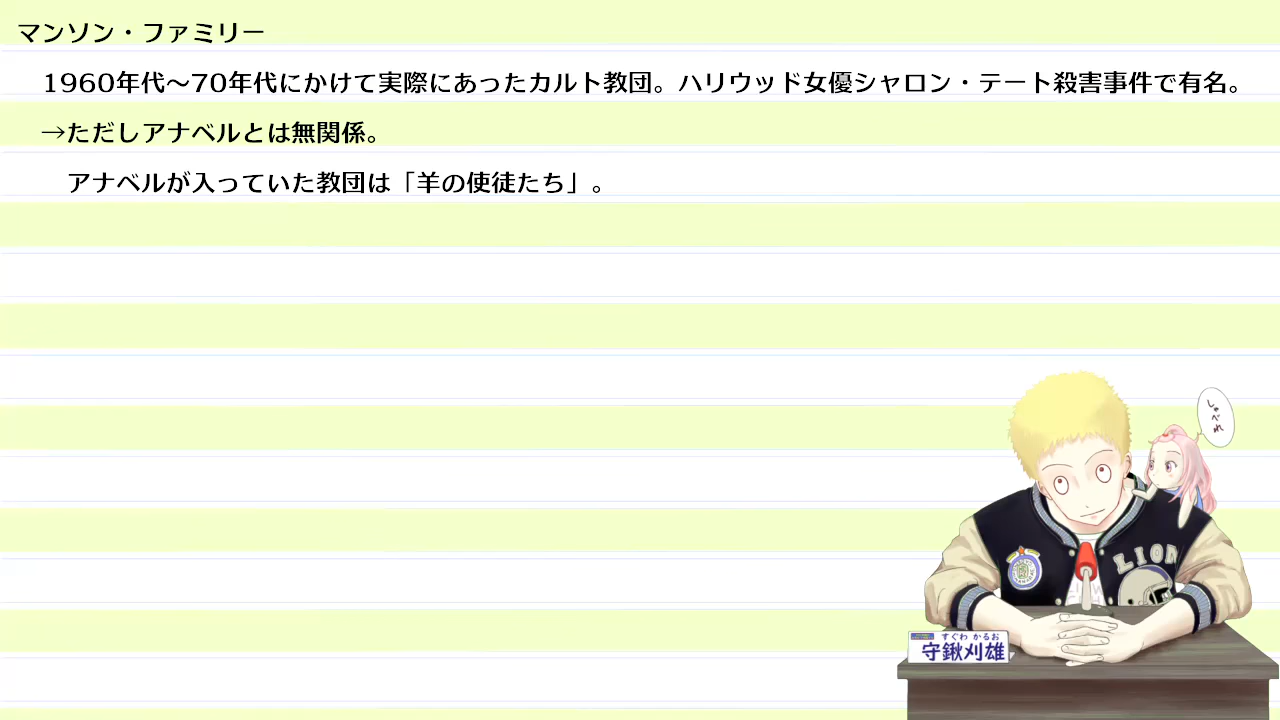 マンソン・ファミリー
1960年代～70年代にかけて実際にあったカルト教団。ハリウッド女優シャロン・テート殺害事件で有名。
→ただしアナベルとは無関係。
アナベルが入っていた教団は「羊の使徒たち」。
しゃべれ
LION
すぐわ かるお
守鍬刈雄